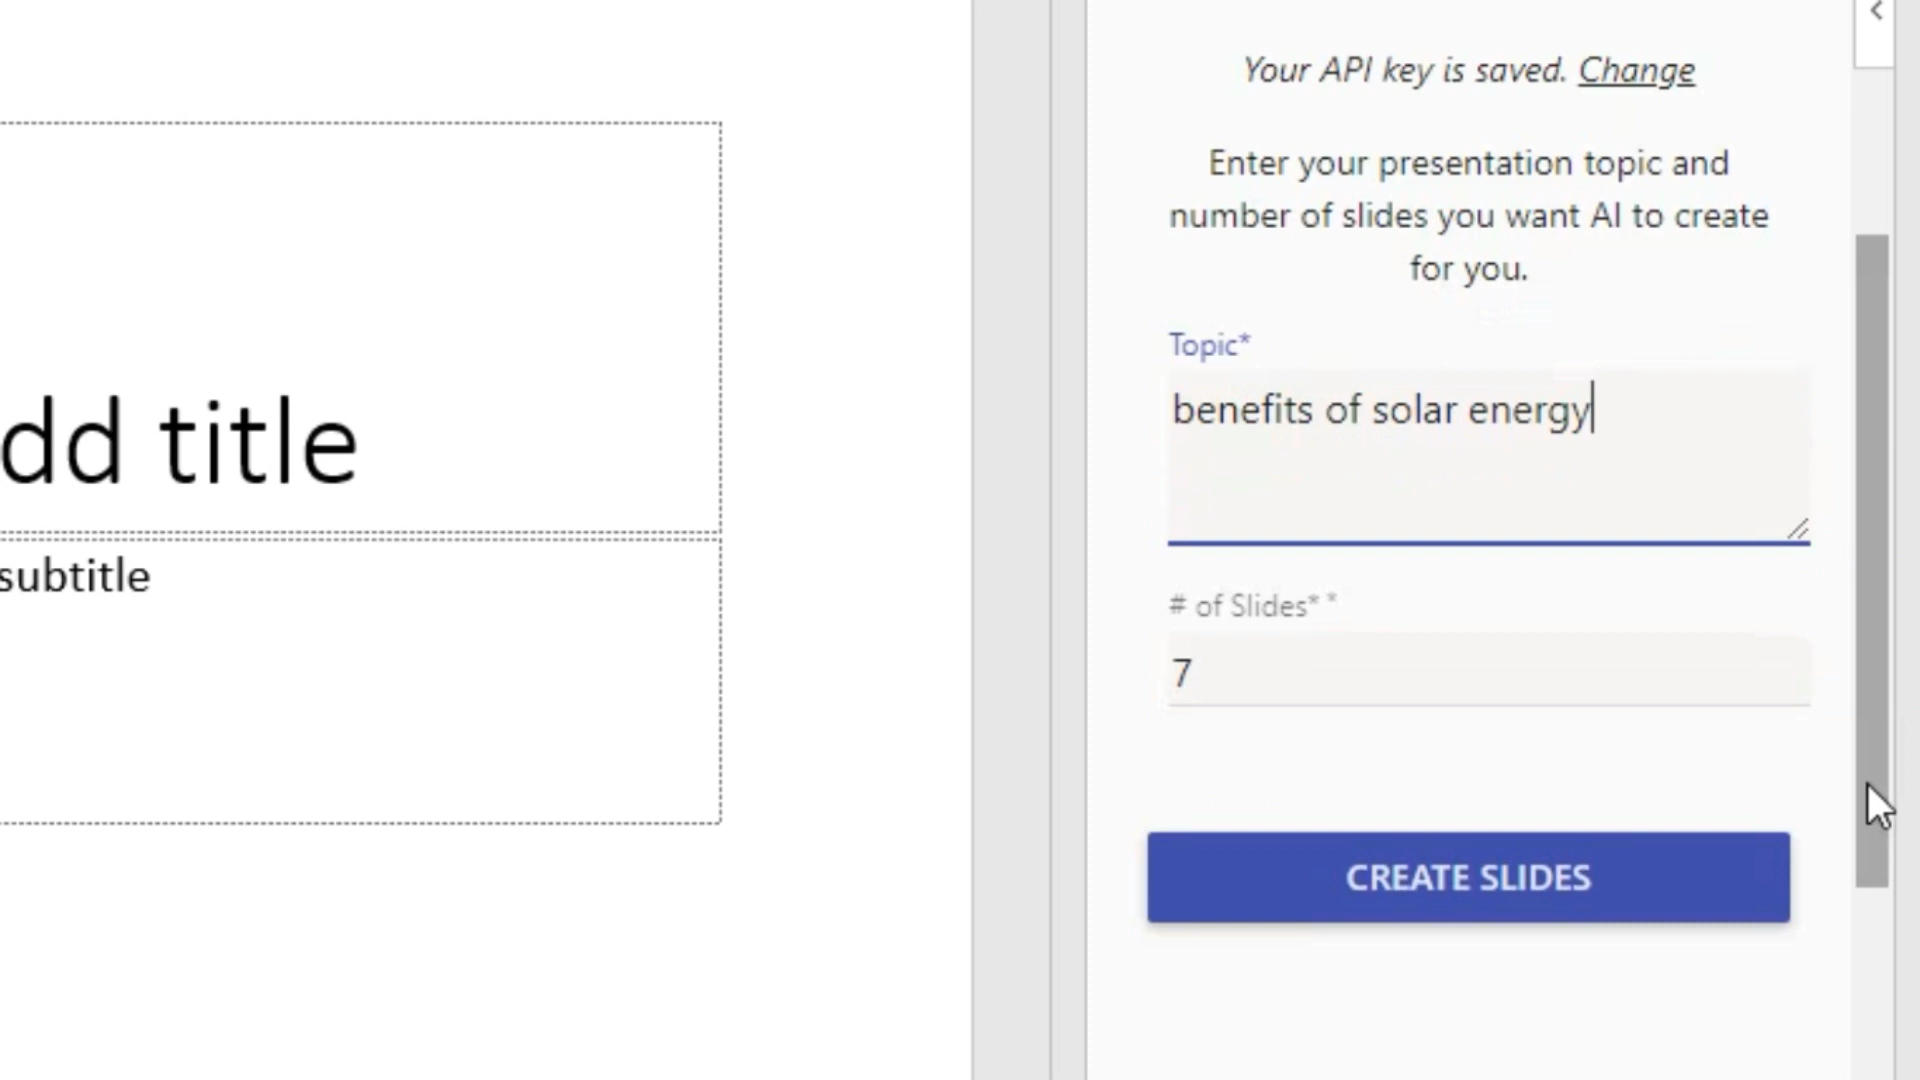 Your API key is saved. Change
Enter your presentation topic and
number of slides you want AI to create
for you.
Topic*
benefits of solar energy
dd title
subtitle
# of Slides* *
7
CREATE SLIDES